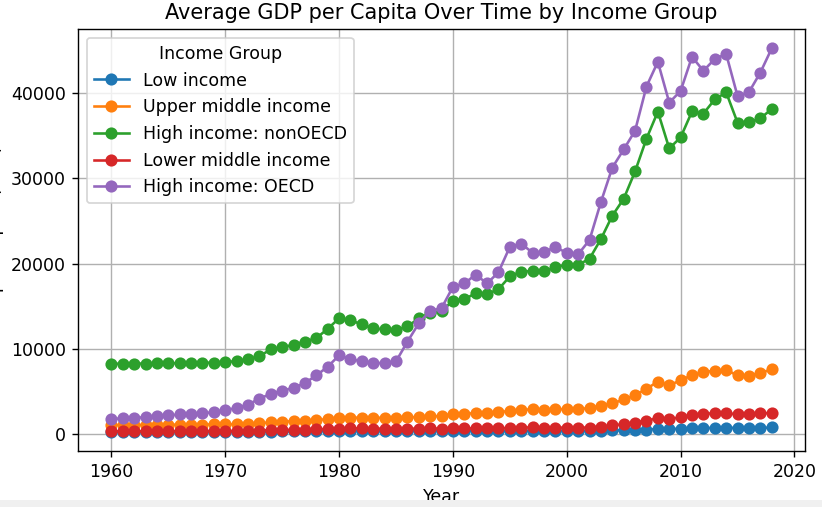 Average GDP per Capita Over Time by Income Group
Income Group
Low income
Upper middle income
High income: nonOECD
Lower middle income
High income: OECD
40000
30000
20000
10000
0
1960
1970
1980
1990
2000
2010
2020
Year